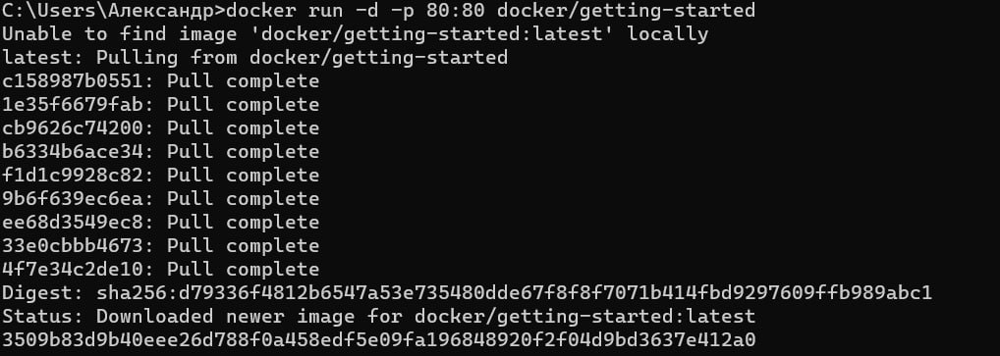 C:\Users\Александр>docker run -d -p 80:80 docker/getting-started
Unable to find image 'docker/getting-started:latest' locally
latest: Pulling from docker/getting-started
c158987b0551: Pull complete
1e35f6679fab: Pull complete
cb9626c74200: Pull complete
b6334b6ace34: Pull complete
f1d1c9928c82: Pull complete
9b6f639ec6ea: Pull complete
ee68d3549ec8: Pull complete
33e0cbbb4673: Pull complete
4f7e34c2de10: Pull complete
Digest: sha256:d79336f4812b6547a53e735480dde67f8f8f7071b414fbd9297609ffb989abc1
Status: Downloaded newer image for docker/getting-started:latest
3509b83d9b40eee26d788f0a458edf5e09fa196848920f2f04d9bd3637e412a0